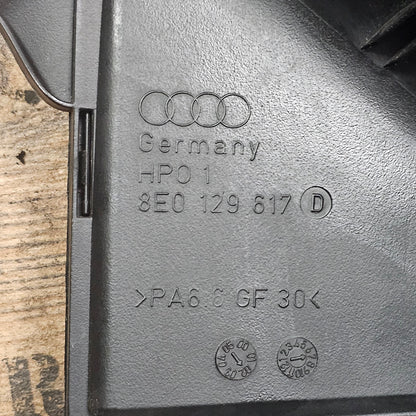 Germany
HPO 1
8E0 129 617 D
>PA6.6 GF 30<